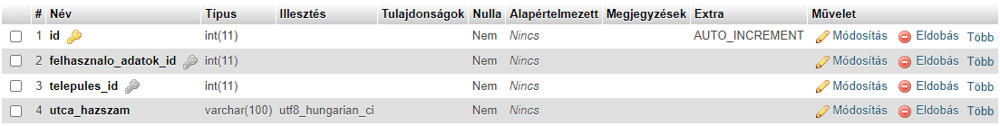 # Név Típus Illesztés Tulajdonságok Nulla Alapértelmezett Megjegyzések Extra Művelet
1 id int(11) Nem Nincs AUTO_INCREMENT Módosítás Eldobás Több
2 felhasznalo_adatok_id int(11) Nem Nincs Módosítás Eldobás Több
3 telepules_id int(11) Nem Nincs Módosítás Eldobás Több
4 utca_hazszam varchar(100) utf8_hungarian_ci Nem Nincs Módosítás Eldobás Több